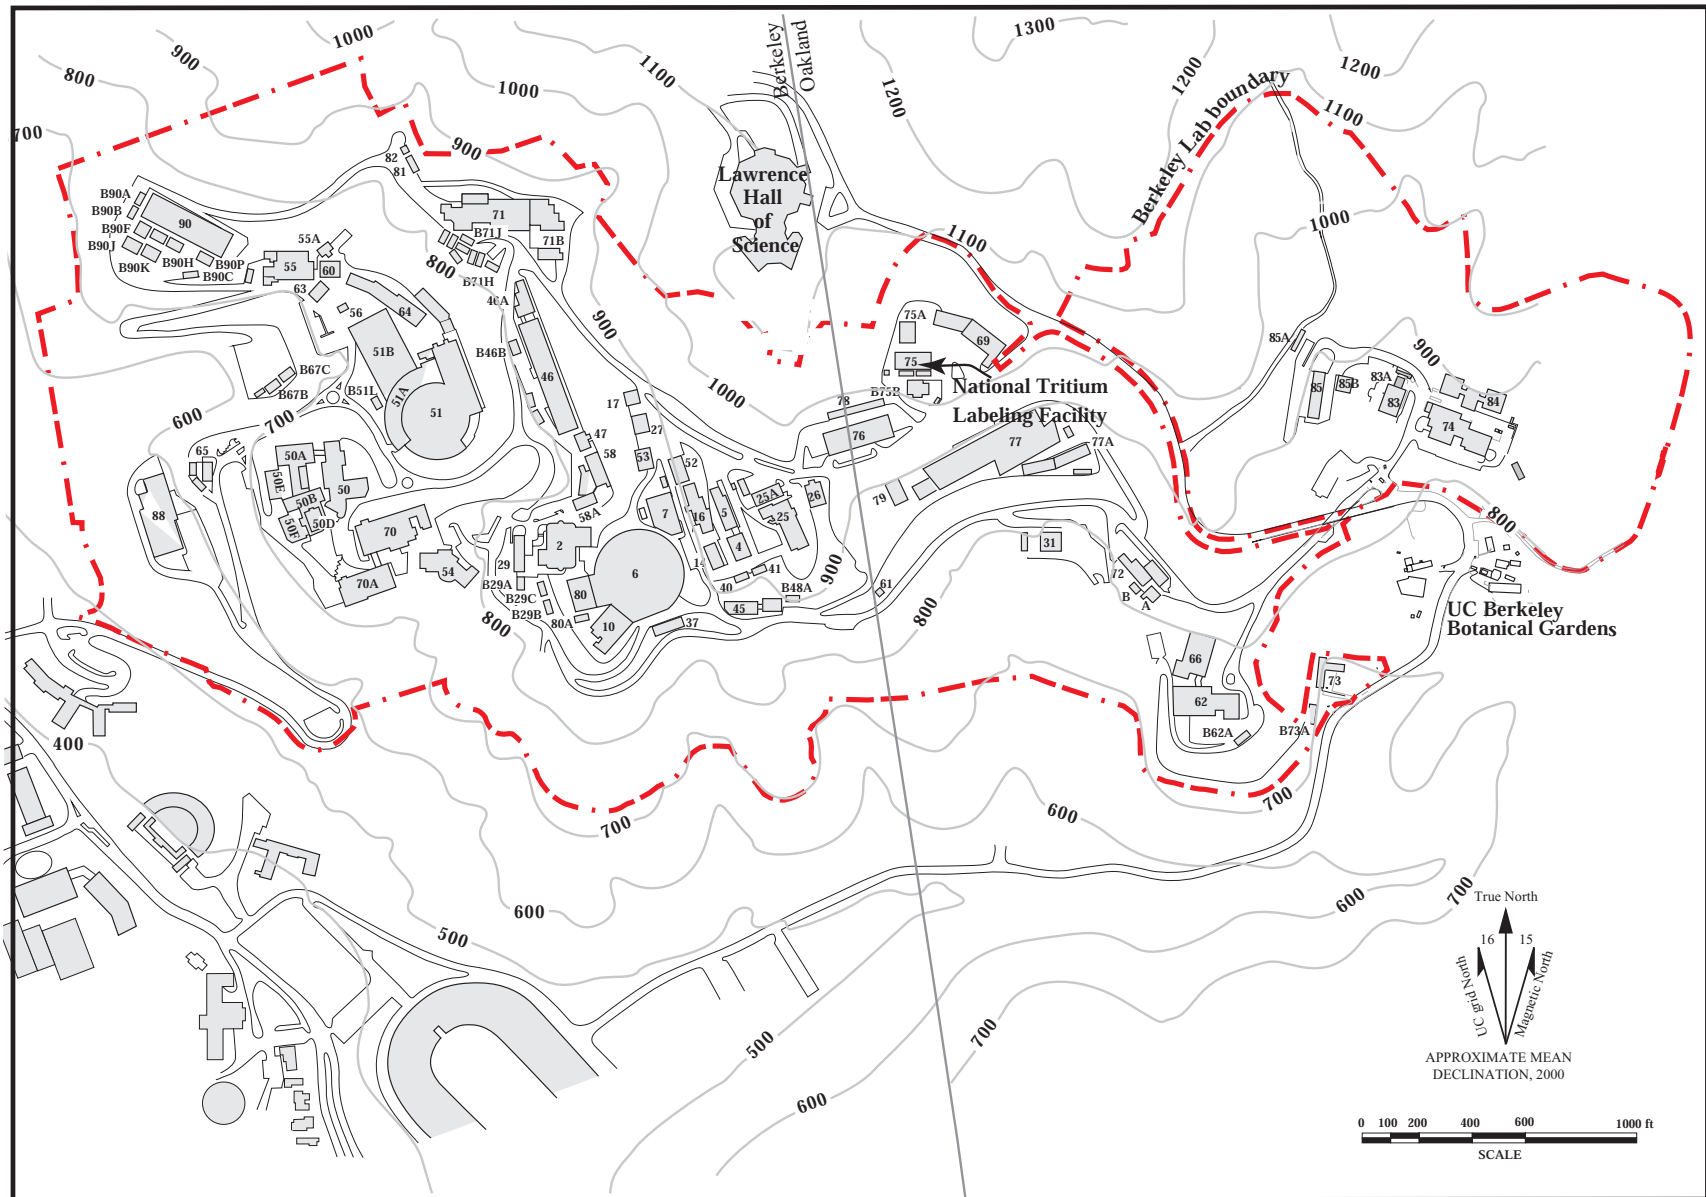 1000
900
800
700
1100
1000
900
Berkeley
Oakland
1300
1200
1200
1200
1100
Berkeley Lab boundary
82
81
B90A
B90B
B90F
B90J
B90K
B90H
B90P
B90C
90
55A
55
60
63
56
64
71
B71J
71B
B71H
800
46A
900
Lawrence
Hall
of
Science
1100
1000
51B
51A
51
B51L
B67C
B67B
B46B
46
600
700
65
50A
50E
50B
50
50F
50D
88
70
70A
54
17
27
47
58
53
52
58A
1000
75A
69
75
B75B
National Tritium
Labeling Facility
78
76
77
77A
79
85A
85
85B
83A
83
900
84
74
7
16
5
25A
25
26
4
14
41
40
2
29
B29A
B29C
B29B
80
80A
6
10
45
37
B48A
900
61
800
800
31
72
B
A
800
UC Berkeley
Botanical Gardens
66
62
B62A
73
B73A
700
400
700
600
600
500
600
700
500
700
600
True North
16
15
UC grid North
Magnetic North
APPROXIMATE MEAN
DECLINATION, 2000
0 100 200 400 600 1000 ft
SCALE